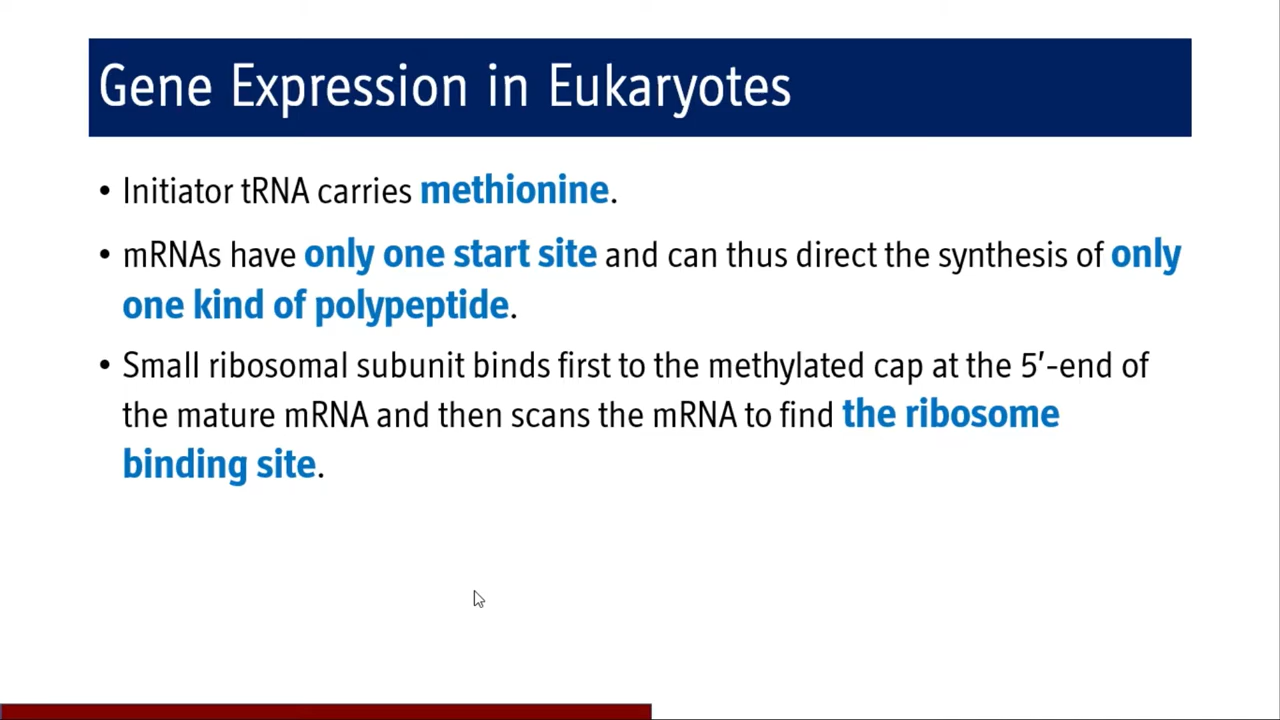 Gene Expression in Eukaryotes
• Initiator tRNA carries methionine.
• mRNAs have only one start site and can thus direct the synthesis of only
one kind of polypeptide.
• Small ribosomal subunit binds first to the methylated cap at the 5′-end of
the mature mRNA and then scans the mRNA to find the ribosome
binding site.